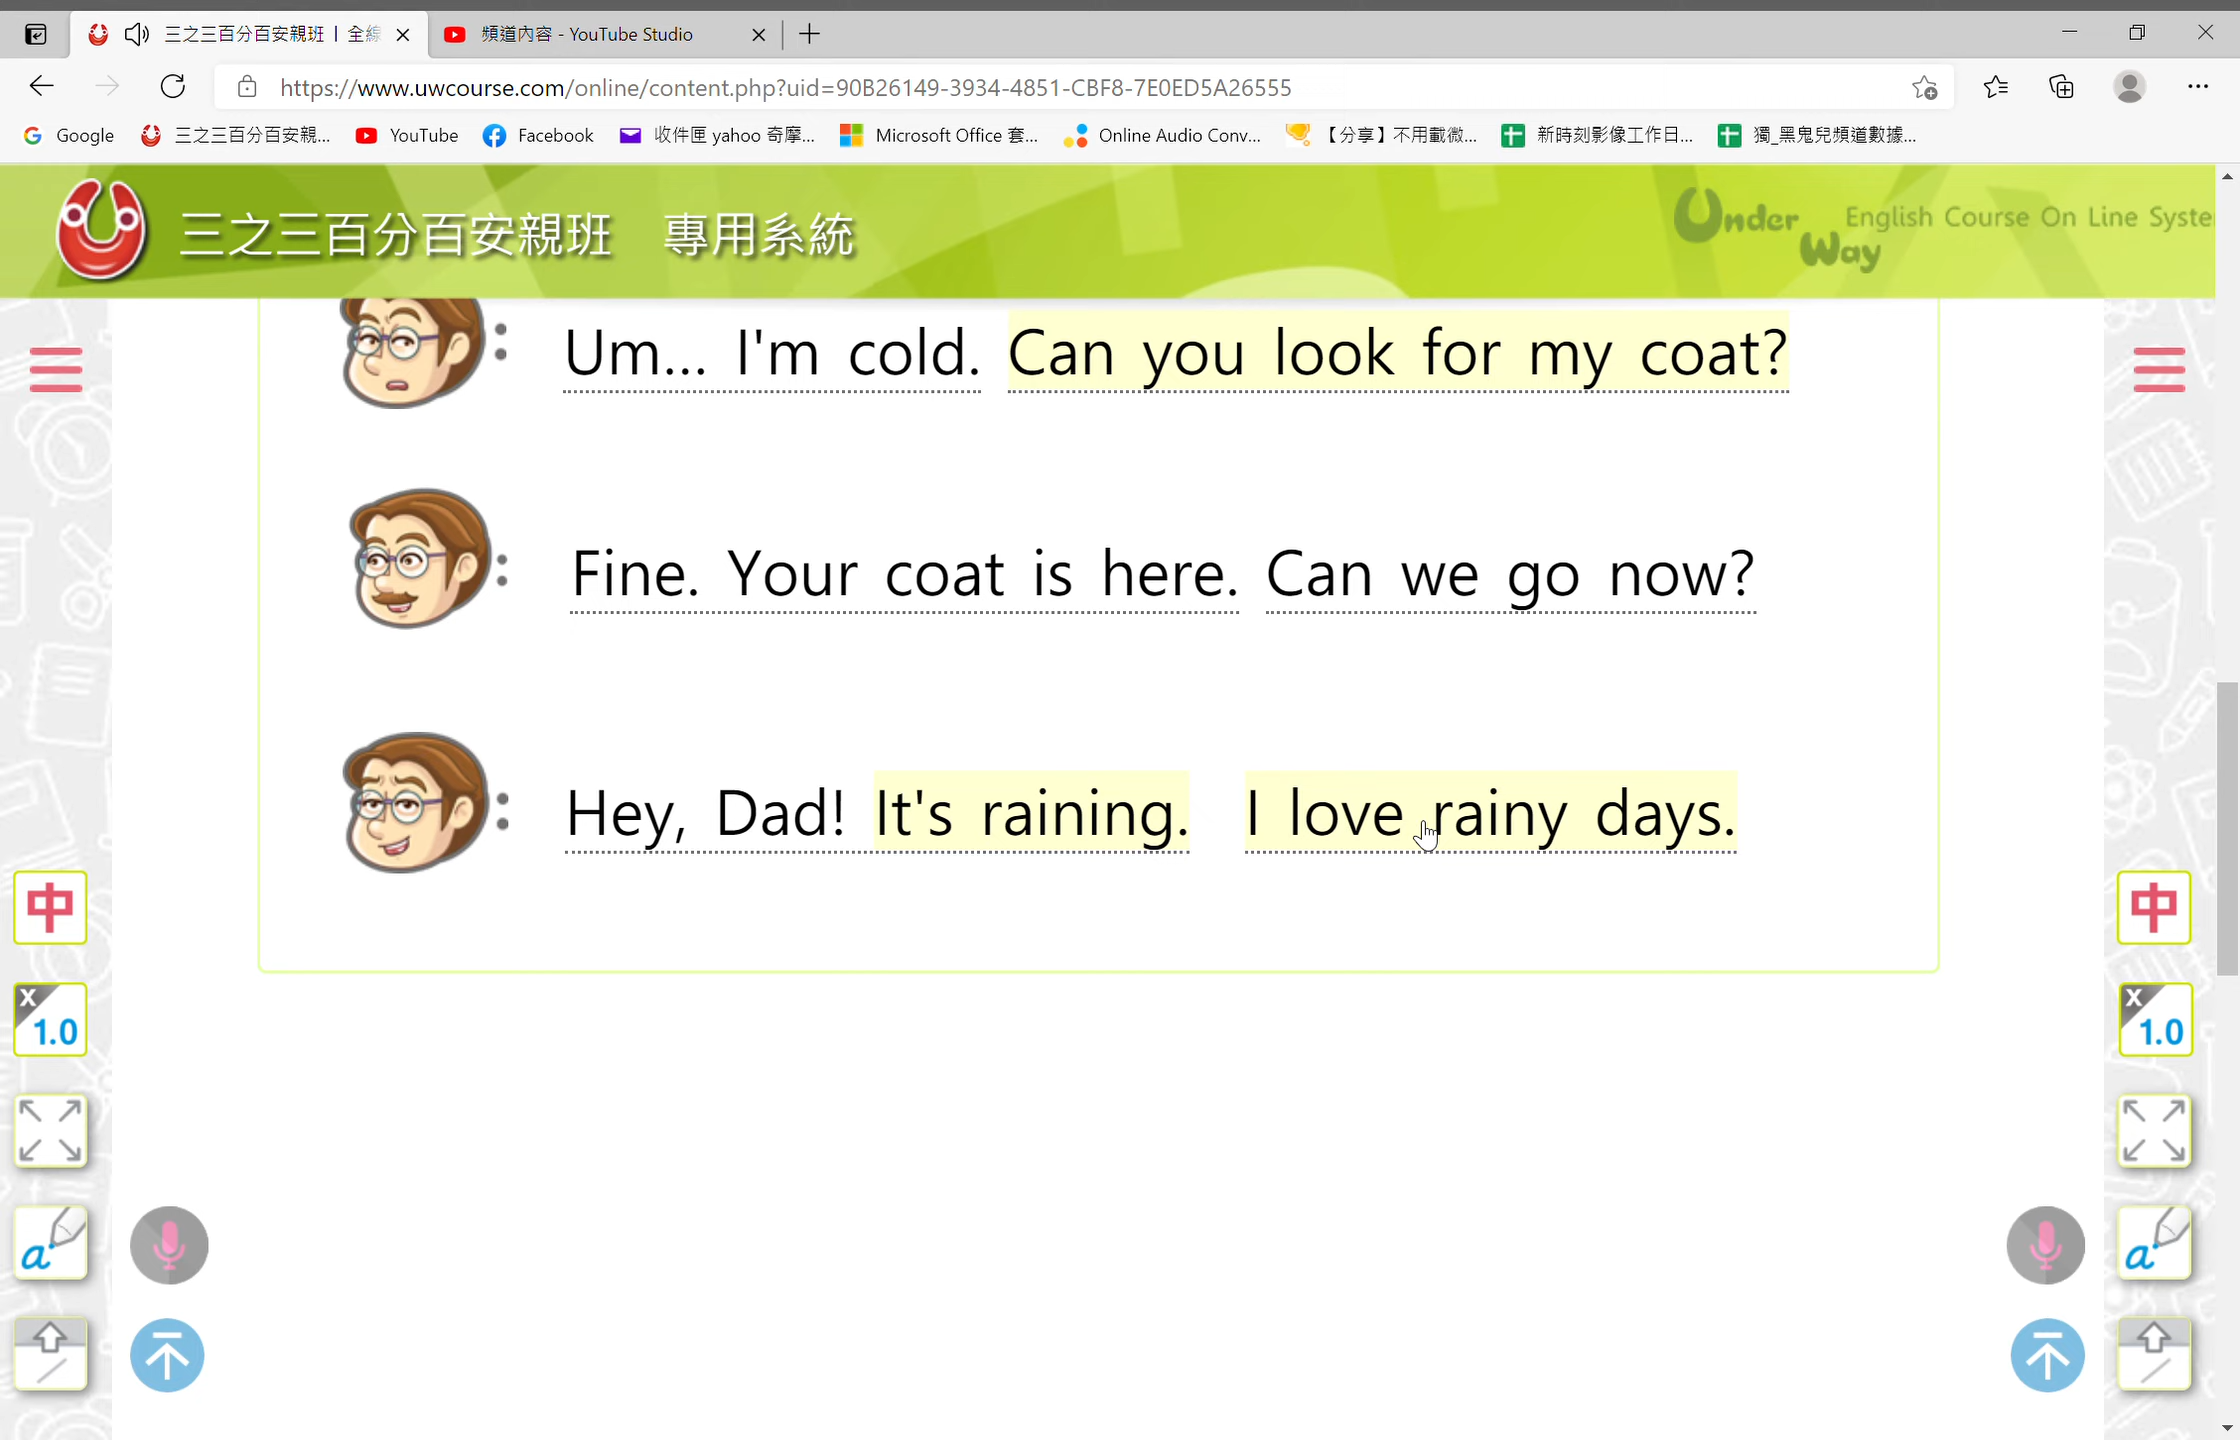 三之三百分百安親班 | 全線
頻道內容 - YouTube Studio
https://www.uwcourse.com/online/content.php?uid=90B26149-3934-4851-CBF8-7E0ED5A26555
Google 三之三百分百安親... YouTube Facebook 收件匣 yahoo 奇摩... Microsoft Office 套... Online Audio Conv... 【分享】不用載微... 新時刻影像工作日... 獨_黑鬼兒頻道數據...
三之三百分百安親班 專用系統
Under Way English Course On Line Syste
: Um... I'm cold. Can you look for my coat?
: Fine. Your coat is here. Can we go now?
: Hey, Dad! It's raining. I love rainy days.
中 中
X 1.0 X 1.0
a a